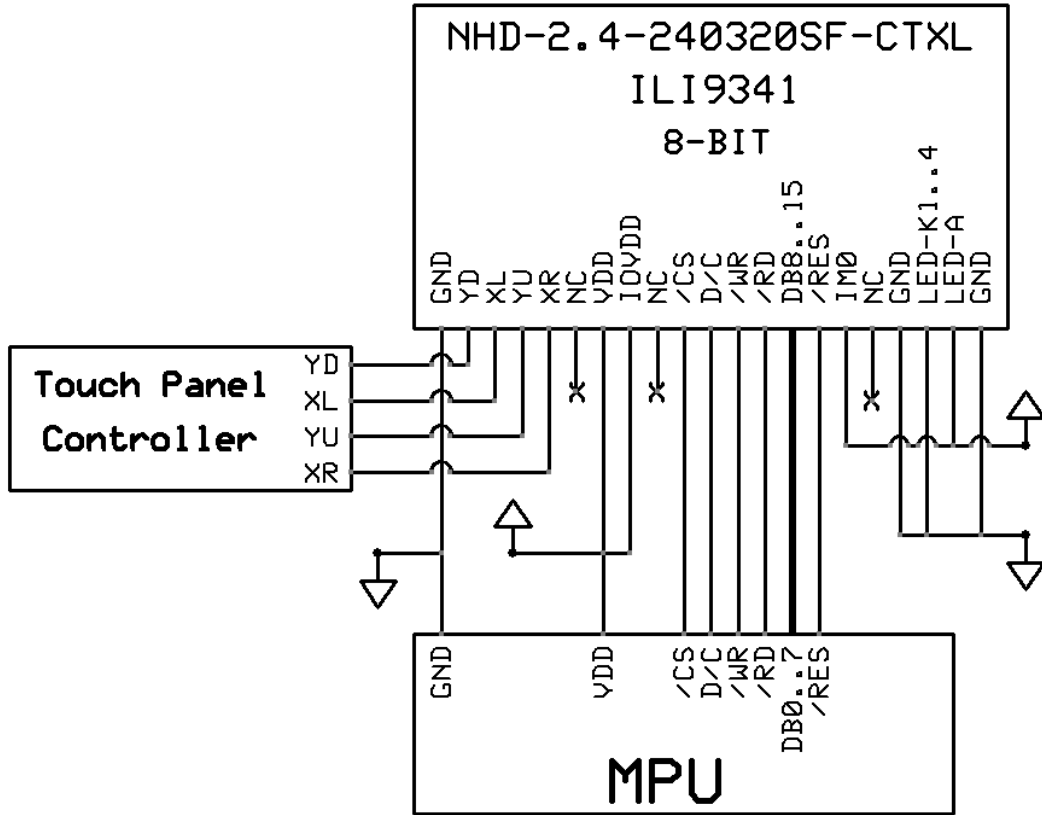 NHD-2.4-240320SF-CTXL
ILI9341
8-BIT
GND
YD
XL
YU
XR
NC
VDD
IOVDD
NC
/CS
D/C
/WR
/RD
DB8..15
/RES
IM0
NC
GND
LED-K1..4
LED-A
GND
Touch Panel
Controller
YD
XL
YU
XR
GND
VDD
/CS
D/C
/WR
/RD
DB0..7
/RES
MPU